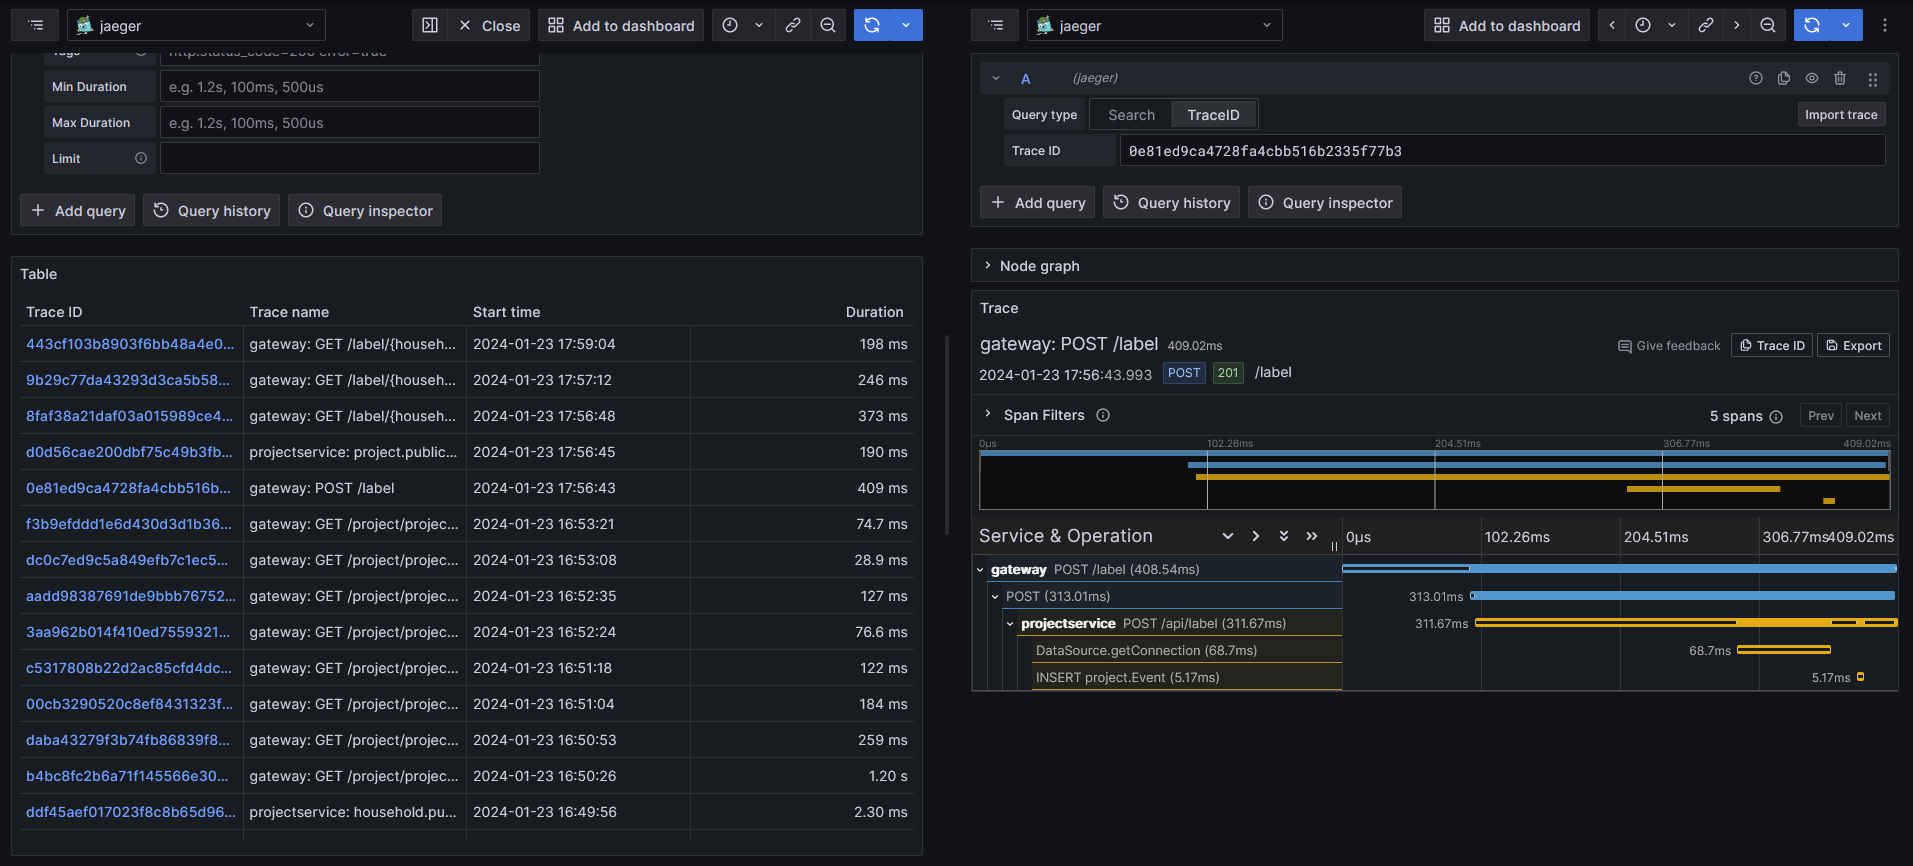 jaeger
Close
Add to dashboard
Tags
http.status_code=200 error=true
Min Duration
e.g. 1.2s, 100ms, 500us
Max Duration
e.g. 1.2s, 100ms, 500us
Limit
Add query
Query history
Query inspector
Table
Trace ID Trace name Start time Duration
443cf103b8903f6bb48a4e0... gateway: GET /label/{househ... 2024-01-23 17:59:04 198 ms
9b29c77da43293d3ca5b58... gateway: GET /label/{househ... 2024-01-23 17:57:12 246 ms
8faf38a21daf03a015989ce4... gateway: GET /label/{househ... 2024-01-23 17:56:48 373 ms
d0d56cae200dbf75c49b3fb... projectservice: project.public... 2024-01-23 17:56:45 190 ms
0e81ed9ca4728fa4cbb516b... gateway: POST /label 2024-01-23 17:56:43 409 ms
f3b9efddd1e6d430d3d1b36... gateway: GET /project/projec... 2024-01-23 16:53:21 74.7 ms
dc0c7ed9c5a849efb7c1ec5... gateway: GET /project/projec... 2024-01-23 16:53:08 28.9 ms
aadd98387691de9bbb76752... gateway: GET /project/projec... 2024-01-23 16:52:35 127 ms
3aa962b014f410ed7559321... gateway: GET /project/projec... 2024-01-23 16:52:24 76.6 ms
c5317808b22d2ac85cfd4dc... gateway: GET /project/projec... 2024-01-23 16:51:18 122 ms
00cb3290520c8ef8431323f... gateway: GET /project/projec... 2024-01-23 16:51:04 184 ms
daba43279f3b74fb86839f8... gateway: GET /project/projec... 2024-01-23 16:50:53 259 ms
b4bc8fc2b6a71f145566e30... gateway: GET /project/projec... 2024-01-23 16:50:26 1.20 s
ddf45aef017023f8c8b65d96... projectservice: household.pu... 2024-01-23 16:49:56 2.30 ms
jaeger
Add to dashboard
A (jaeger)
Query type Search TraceID Import trace
Trace ID 0e81ed9ca4728fa4cbb516b2335f77b3
Add query
Query history
Query inspector
Node graph
Trace
gateway: POST /label 409.02ms
Give feedback Trace ID Export
2024-01-23 17:56:43.993 POST 201 /label
Span Filters 5 spans Prev Next
0μs 102.26ms 204.51ms 306.77ms 409.02ms
Service & Operation 0μs 102.26ms 204.51ms 306.77ms 409.02ms
gateway POST /label (408.54ms)
POST (313.01ms) 313.01ms
projectservice POST /api/label (311.67ms) 311.67ms
DataSource.getConnection (68.7ms) 68.7ms
INSERT project.Event (5.17ms) 5.17ms